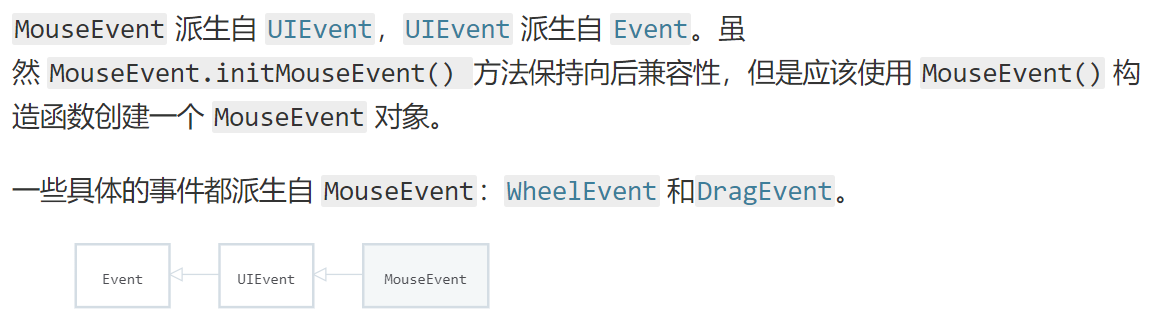 MouseEvent 派生自 UIEvent，UIEvent 派生自 Event。虽
然 MouseEvent.initMouseEvent() 方法保持向后兼容性，但是应该使用 MouseEvent() 构
造函数创建一个 MouseEvent 对象。
一些具体的事件都派生自 MouseEvent：WheelEvent 和DragEvent。
Event UIEvent MouseEvent